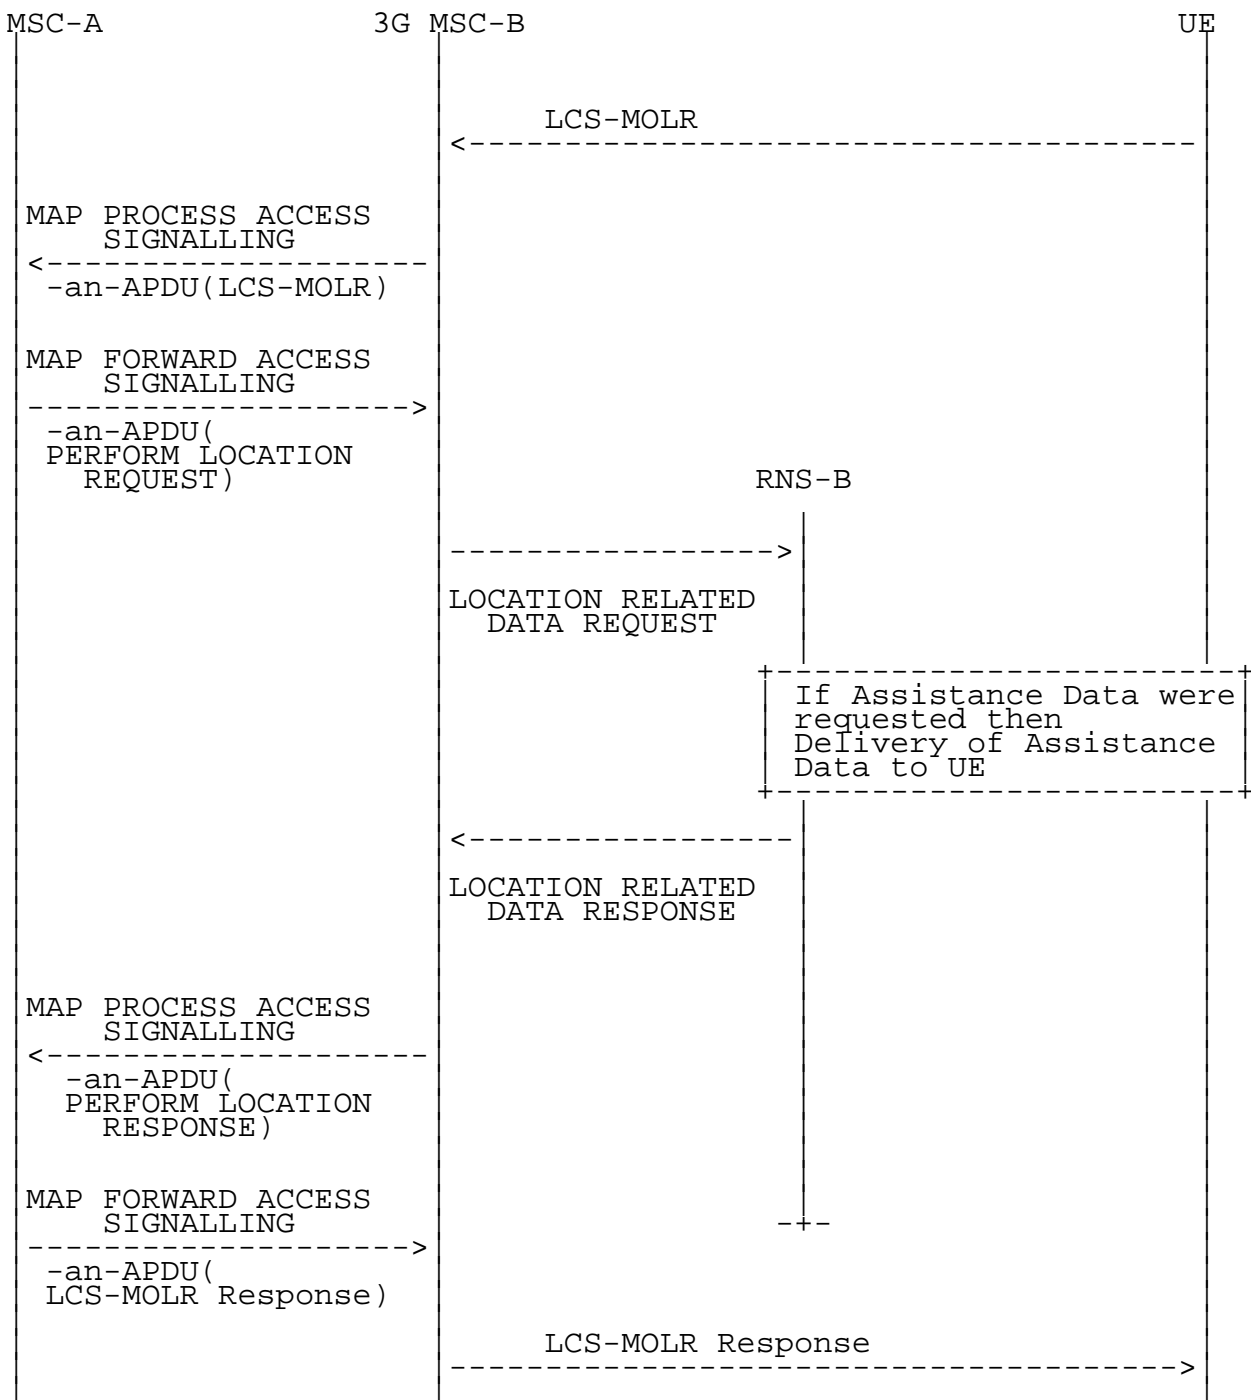 MSC-A 3G MSC-B UE
LCS-MOLR
MAP PROCESS ACCESS
SIGNALLING
-an-APDU(LCS-MOLR)
MAP FORWARD ACCESS
SIGNALLING
-an-APDU(
PERFORM LOCATION
REQUEST)
RNS-B
LOCATION RELATED
DATA REQUEST
If Assistance Data were
requested then
Delivery of Assistance
Data to UE
LOCATION RELATED
DATA RESPONSE
MAP PROCESS ACCESS
SIGNALLING
-an-APDU(
PERFORM LOCATION
RESPONSE)
MAP FORWARD ACCESS
SIGNALLING
-an-APDU(
LCS-MOLR Response)
LCS-MOLR Response